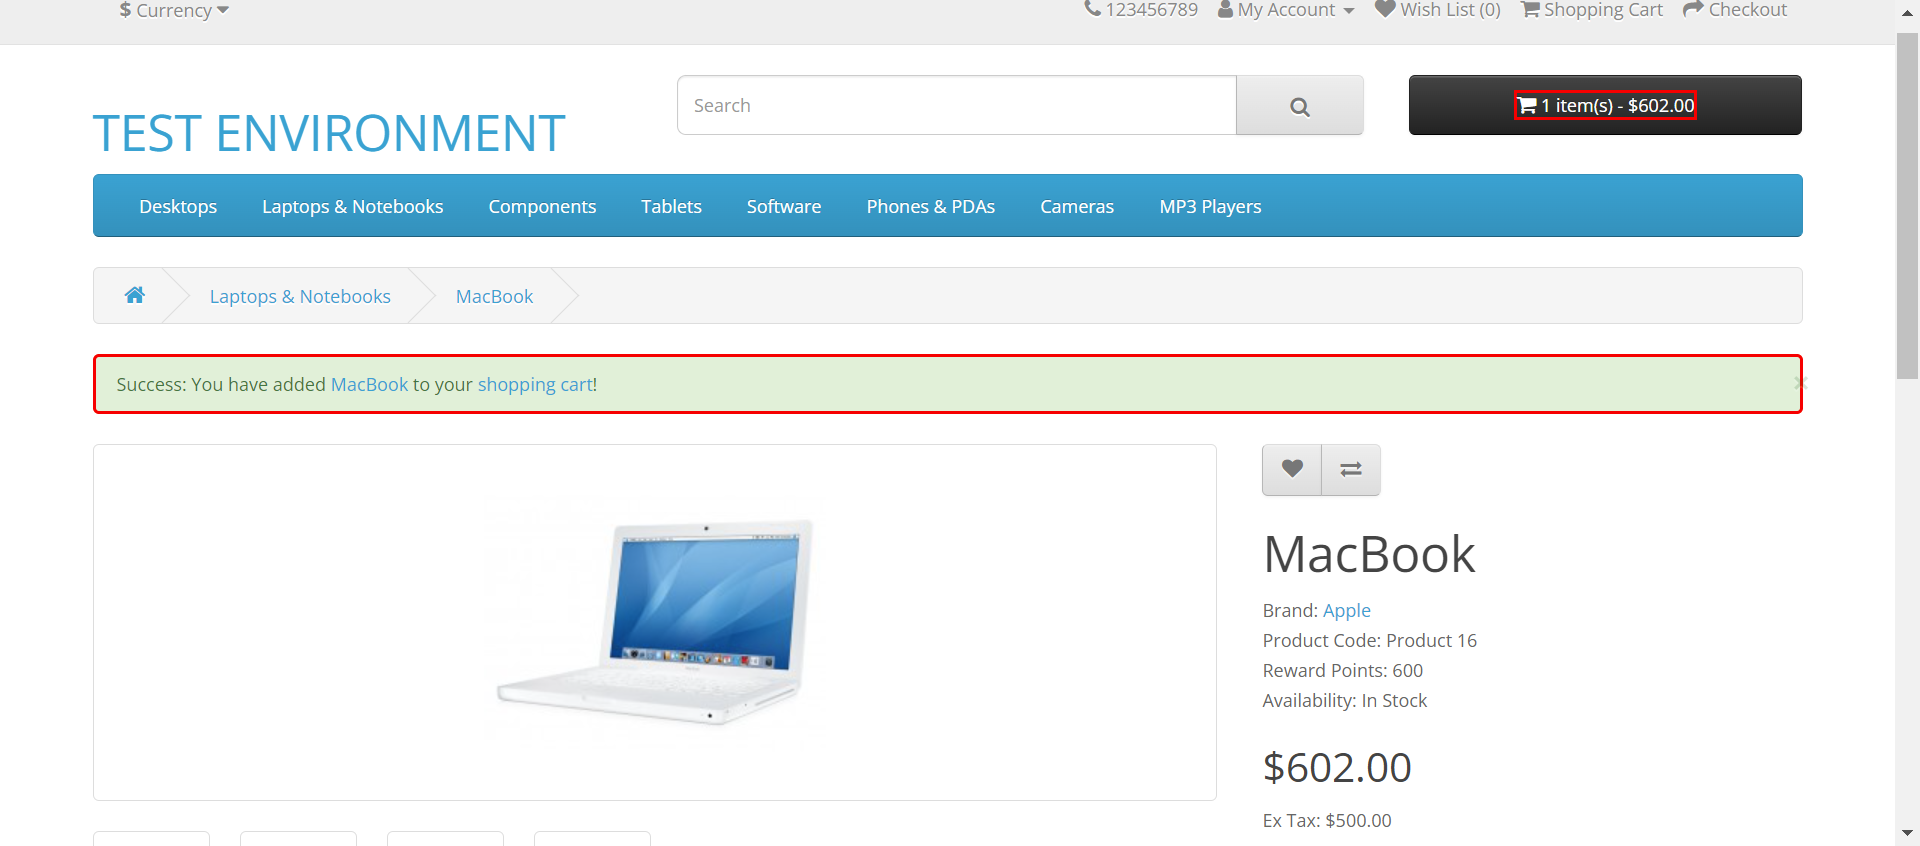 $ Currency
123456789 My Account Wish List (0) Shopping Cart Checkout
Search
1 item(s) - $602.00
TEST ENVIRONMENT
Desktops Laptops & Notebooks Components Tablets Software Phones & PDAs Cameras MP3 Players
Laptops & Notebooks MacBook
Success: You have added MacBook to your shopping cart!
×
MacBook
Brand: Apple
Product Code: Product 16
Reward Points: 600
Availability: In Stock
$602.00
Ex Tax: $500.00